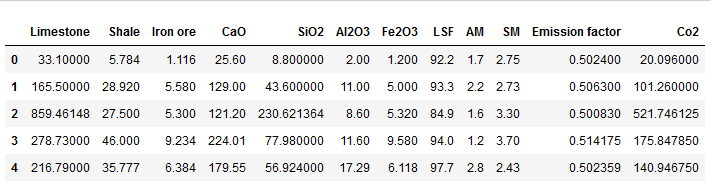 Limestone Shale Iron ore CaO SiO2 Al2O3 Fe2O3 LSF AM SM Emission factor Co2
0 33.10000 5.784 1.116 25.60 8.800000 2.00 1.200 92.2 1.7 2.75 0.502400 20.096000
1 165.50000 28.920 5.580 129.00 43.600000 11.00 5.000 93.3 2.2 2.73 0.506300 101.260000
2 859.46148 27.500 5.300 121.20 230.621364 8.60 5.320 84.9 1.6 3.30 0.500830 521.746125
3 278.73000 46.000 9.234 224.01 77.980000 11.60 9.580 94.0 1.2 3.70 0.514175 175.847850
4 216.79000 35.777 6.384 179.55 56.924000 17.29 6.118 97.7 2.8 2.43 0.502359 140.946750